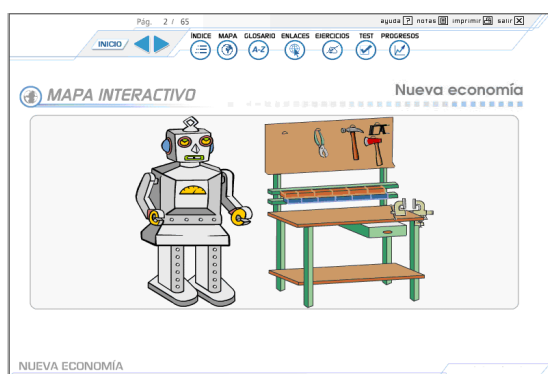 Pág. 2 / 65
ayuda ? notas imprimir salir X
INICIO
ÍNDICE MAPA GLOSARIO ENLACES EJERCICIOS TEST PROGRESOS
A-Z
MAPA INTERACTIVO
Nueva economía
NUEVA ECONOMÍA